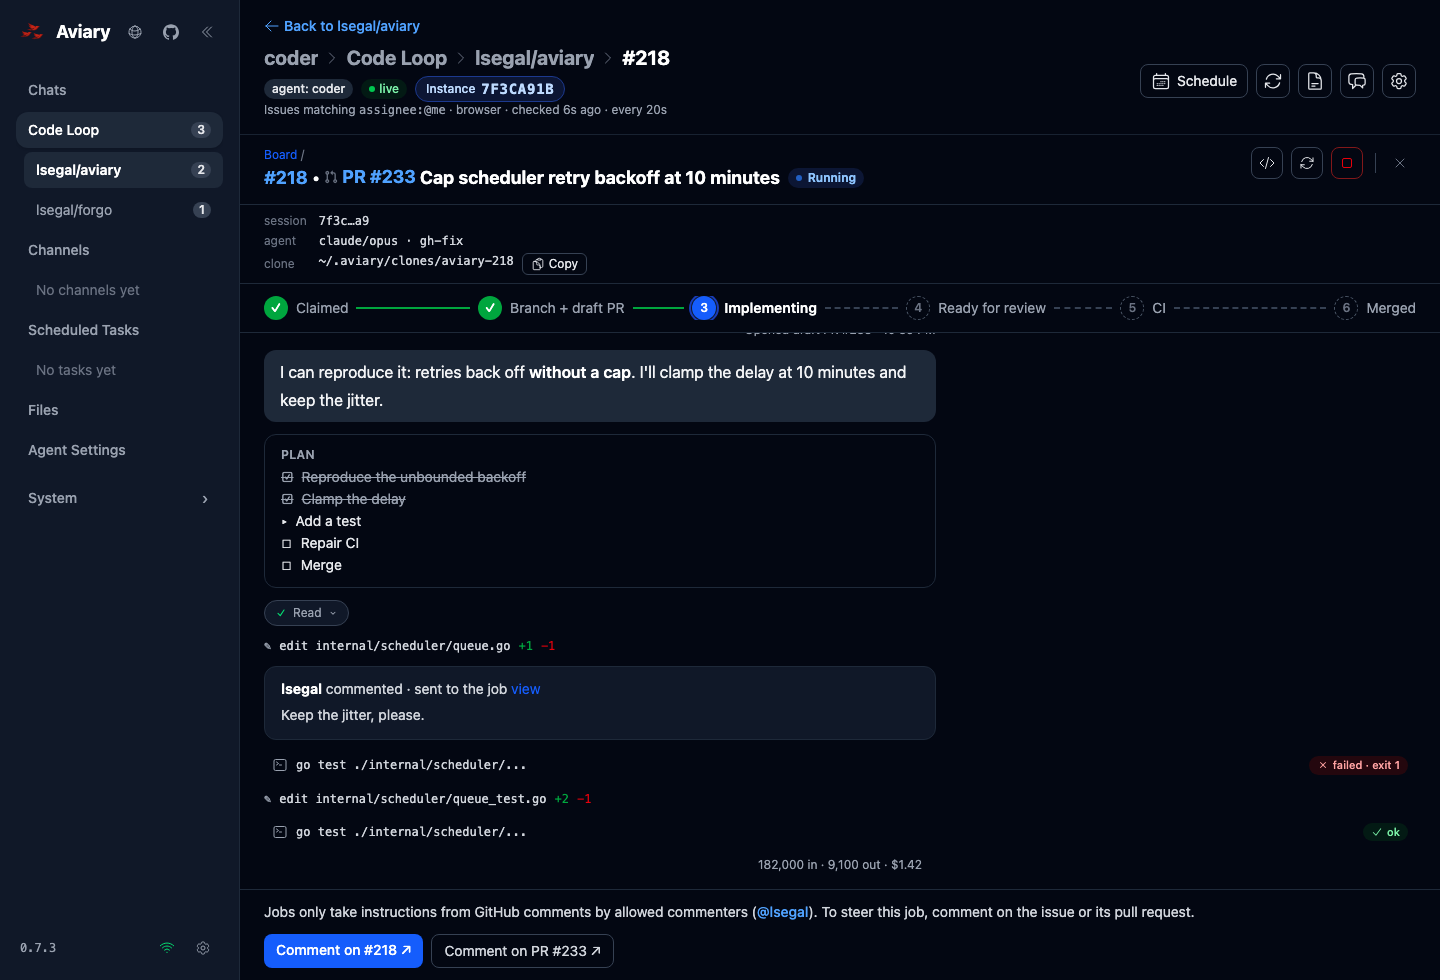 Aviary
Chats
Code Loop 3
lsegal/aviary 2
lsegal/forgo 1
Channels
No channels yet
Scheduled Tasks
No tasks yet
Files
Agent Settings
System
0.7.3
← Back to lsegal/aviary
coder › Code Loop › lsegal/aviary › #218
agent: coder live Instance 7F3CA91B
Issues matching assignee:@me · browser · checked 6s ago · every 20s
Schedule
Board /
#218 • PR #233 Cap scheduler retry backoff at 10 minutes Running
session 7f3c…a9
agent claude/opus · gh-fix
clone ~/.aviary/clones/aviary-218 Copy
Claimed Branch + draft PR 3 Implementing 4 Ready for review 5 CI 6 Merged
I can reproduce it: retries back off without a cap. I'll clamp the delay at 10 minutes and
keep the jitter.
PLAN
Reproduce the unbounded backoff
Clamp the delay
Add a test
Repair CI
Merge
Read
edit internal/scheduler/queue.go +1 −1
lsegal commented · sent to the job view
Keep the jitter, please.
go test ./internal/scheduler/... × failed · exit 1
edit internal/scheduler/queue_test.go +2 −1
go test ./internal/scheduler/... ✓ ok
182,000 in · 9,100 out · $1.42
Jobs only take instructions from GitHub comments by allowed commenters (@lsegal). To steer this job, comment on the issue or its pull request.
Comment on #218 ↗ Comment on PR #233 ↗